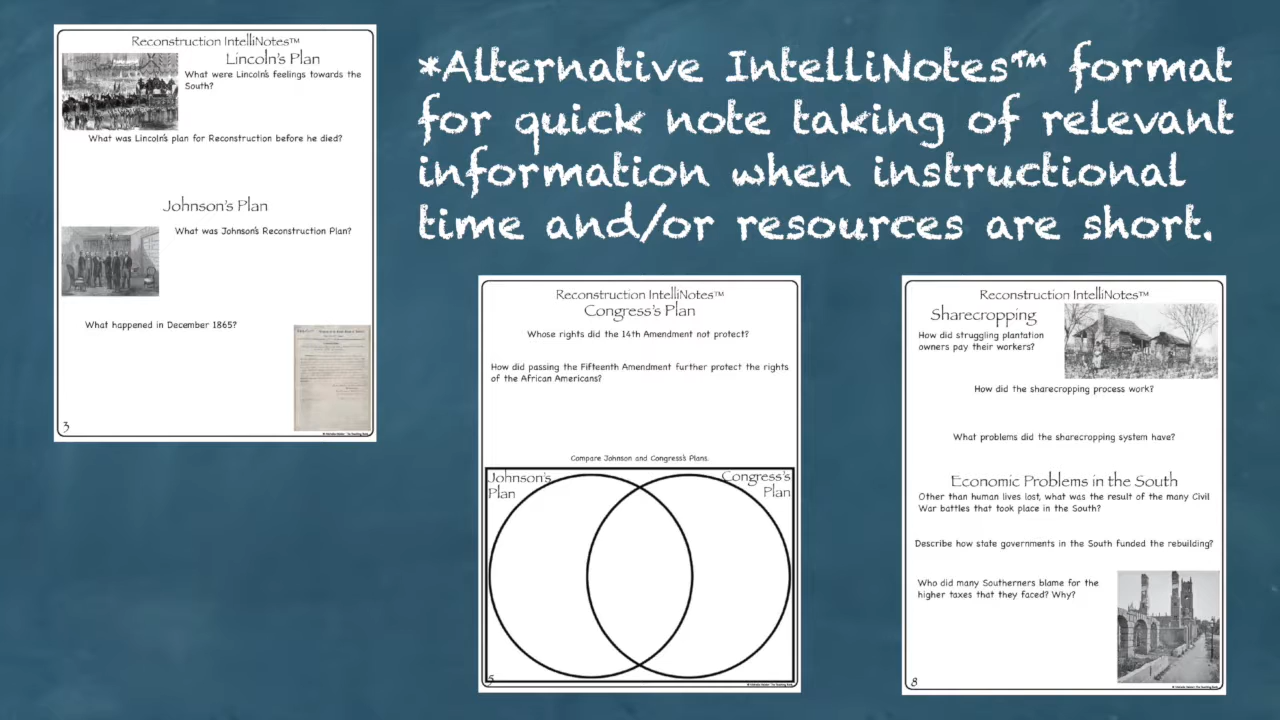 *Alternative IntelliNotes™ format
for quick note taking of relevant
information when instructional
time and/or resources are short.
Reconstruction IntelliNotes™
Lincoln's Plan
What were Lincoln's feelings towards the
South?
What was Lincoln's plan for Reconstruction before he died?
Johnson's Plan
What was Johnson's Reconstruction Plan?
What happened in December 1865?
3
Reconstruction IntelliNotes™
Congress's Plan
Whose rights did the 14th Amendment not protect?
How did passing the Fifteenth Amendment further protect the rights
of the African Americans?
Compare Johnson and Congress's Plans.
Johnson's
Plan
Congress's
Plan
5
Reconstruction IntelliNotes™
Sharecropping
How did struggling plantation
owners pay their workers?
How did the sharecropping process work?
What problems did the sharecropping system have?
Economic Problems in the South
Other than human lives lost, what was the result of the many Civil
War battles that took place in the South?
Describe how state governments in the South funded the rebuilding?
Who did many Southerners blame for the
higher taxes that they faced? Why?
8